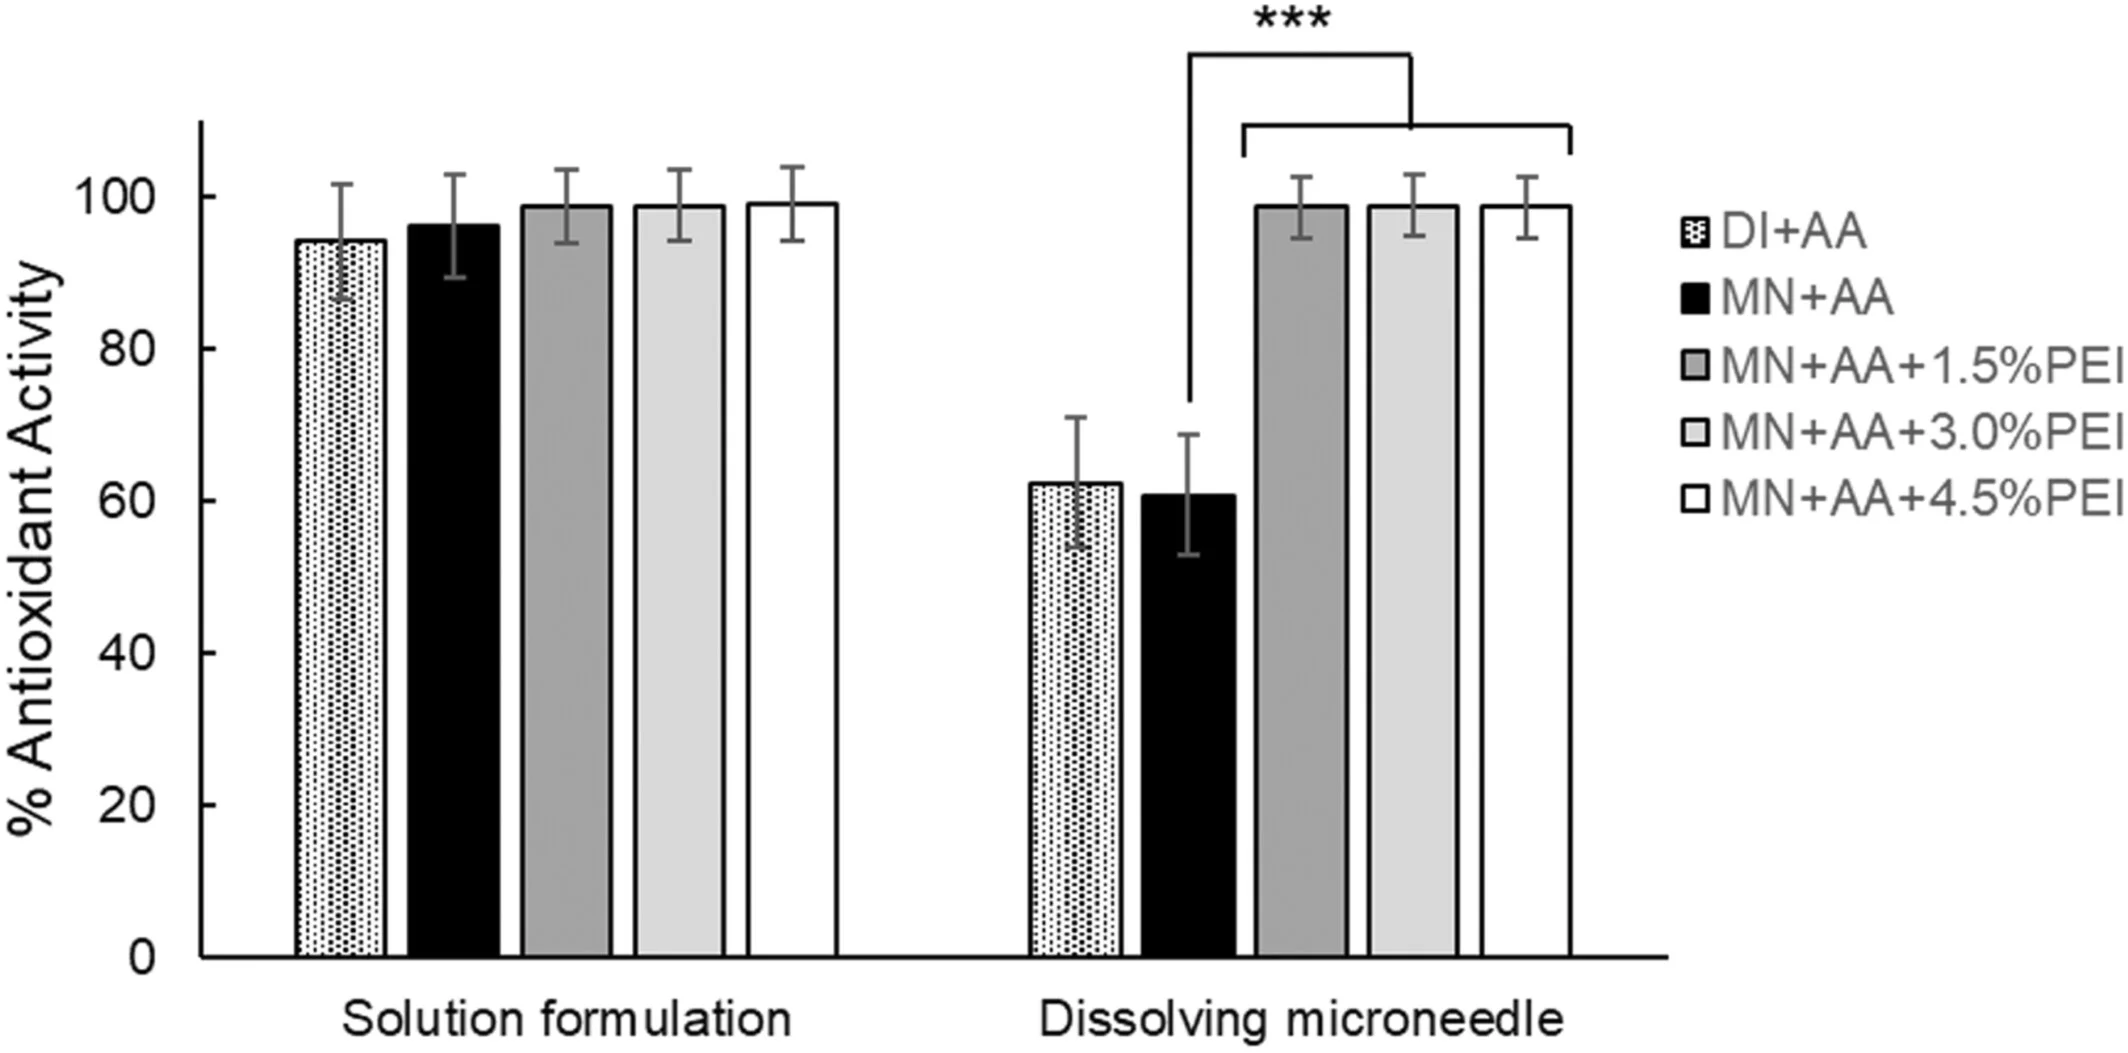 ***
% Antioxidant Activity
100
80
60
40
20
0
Solution formulation
Dissolving microneedle
DI+AA
MN+AA
MN+AA+1.5%PEI
MN+AA+3.0%PEI
MN+AA+4.5%PEI